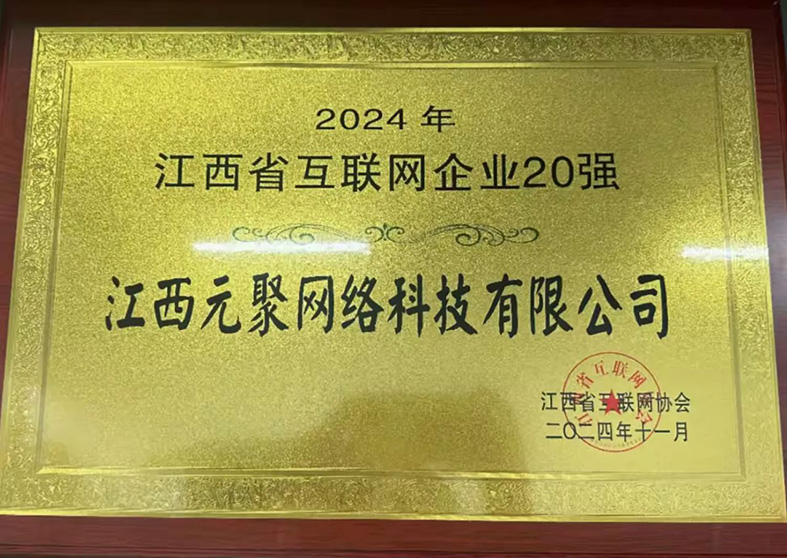 2024 年
江西省互联网企业20强
江西元聚网络科技有限公司
江西省互联网协会
二〇二四年十一月